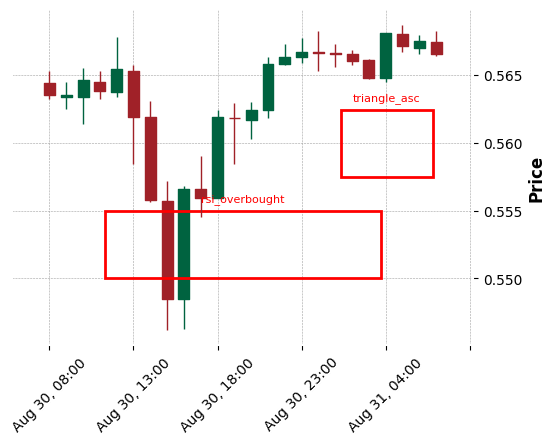 0.565
triangle_asc
0.560
0.555
rsi_overbought
0.550
Price
Aug 30, 08:00
Aug 30, 13:00
Aug 30, 18:00
Aug 30, 23:00
Aug 31, 04:00